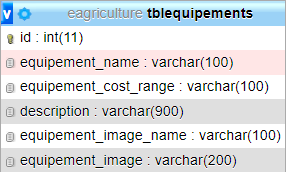 v eagriculture tblequipements
id : int(11)
equipement_name : varchar(100)
equipement_cost_range : varchar(100)
description : varchar(900)
equipement_image_name : varchar(100)
equipement_image : varchar(200)